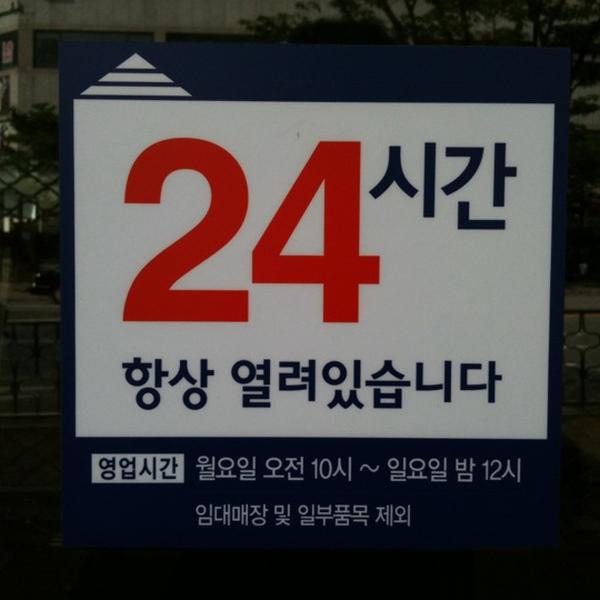 24시간
항상 열려있습니다
영업시간 월요일 오전 10시 ~ 일요일 밤 12시
임대매장 및 일부품목 제외